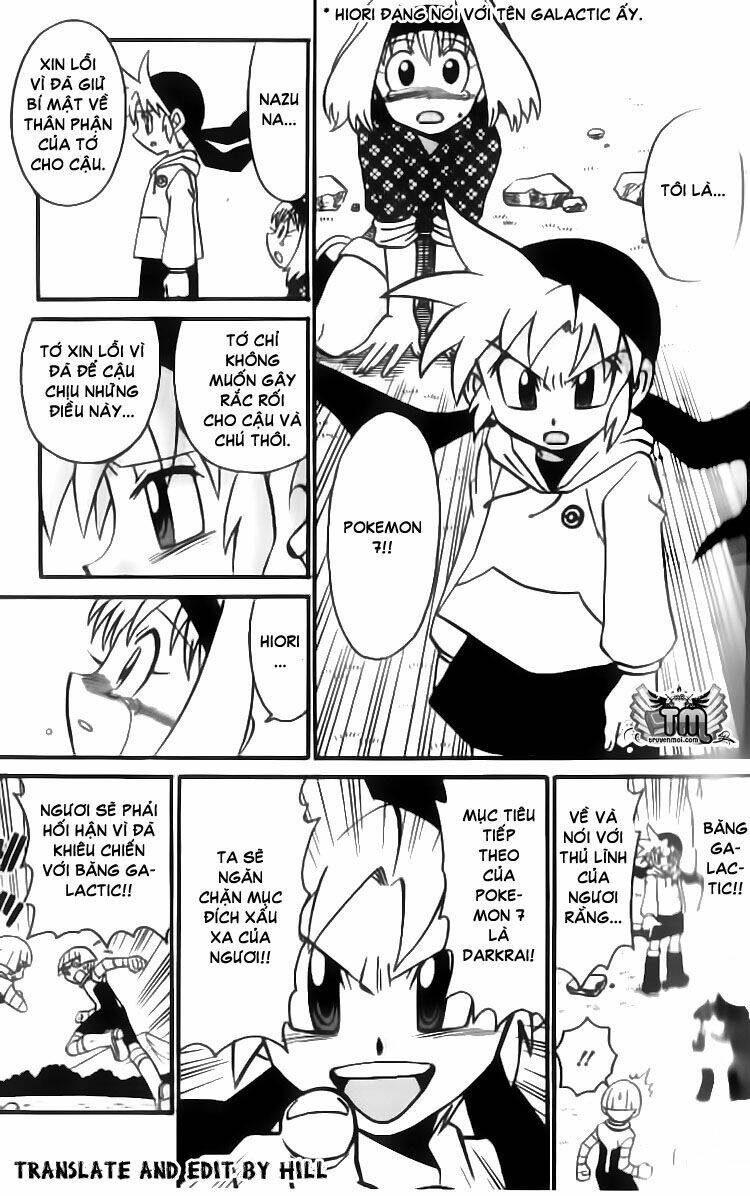 * HIORI ĐANG NÓI VỚI TÊN GALACTIC ẤY.
TÔI LÀ...
POKEMON
7!!
NAZU
NA...
XIN LỖI
VÌ ĐÃ GIỮ
BÍ MẬT VỀ
THÂN PHẬN
CỦA TỚ
CHO CẬU.
TỚ CHỈ
KHÔNG
MUỐN GÂY
RẮC RỐI
CHO CẬU VÀ
CHÚ THÔI.
TỚ XIN LỖI VÌ
ĐÃ ĐỂ CẬU
CHỊU NHỮNG
ĐIỀU NÀY...
HIORI
...
TM
truyenmoi.com
BĂNG
GA-
LAC-
TIC!!
VỀ VÀ
NÓI VỚI
THỦ LĨNH
CỦA
NGƯƠI
RẰNG...
!!
MỤC TIÊU
TIẾP
THEO
CỦA
POKE-
MON 7
LÀ
DARKRAI!
TA SẼ
NGĂN
CHẶN MỤC
ĐÍCH XẤU
XA CỦA
NGƯƠI!!
NGƯƠI SẼ PHẢI
HỐI HẬN VÌ ĐÃ
KHIÊU CHIẾN
VỚI BĂNG GA-
LACTIC!!
TRANSLATE AND EDIT BY HILL